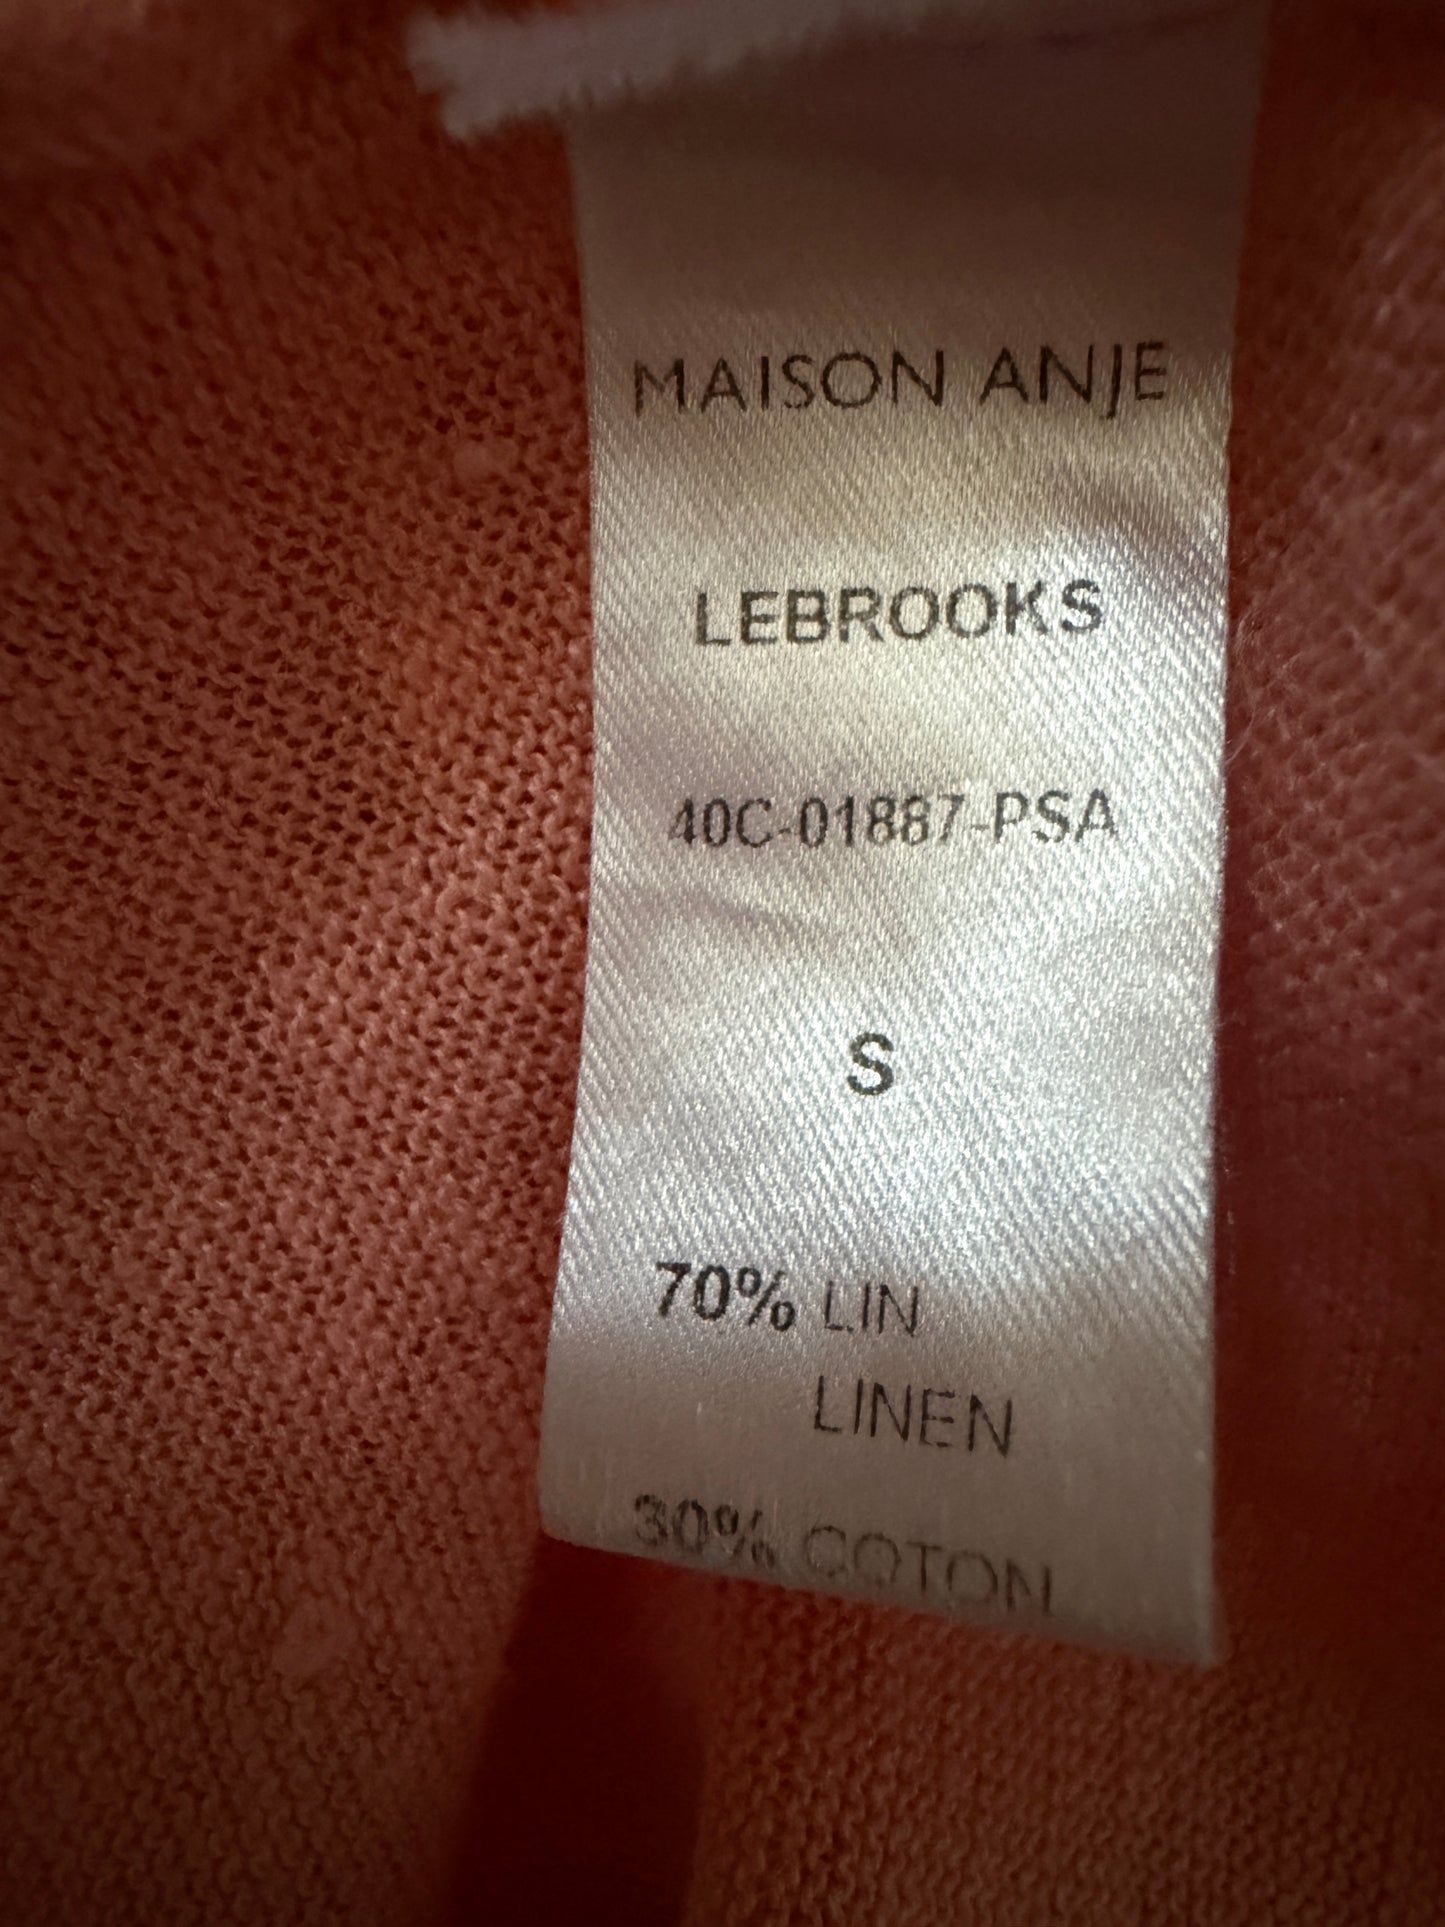 MAISON ANJE
LEBROOKS
40C-01887-PSA
S
70% LIN
LINEN
30% COTON